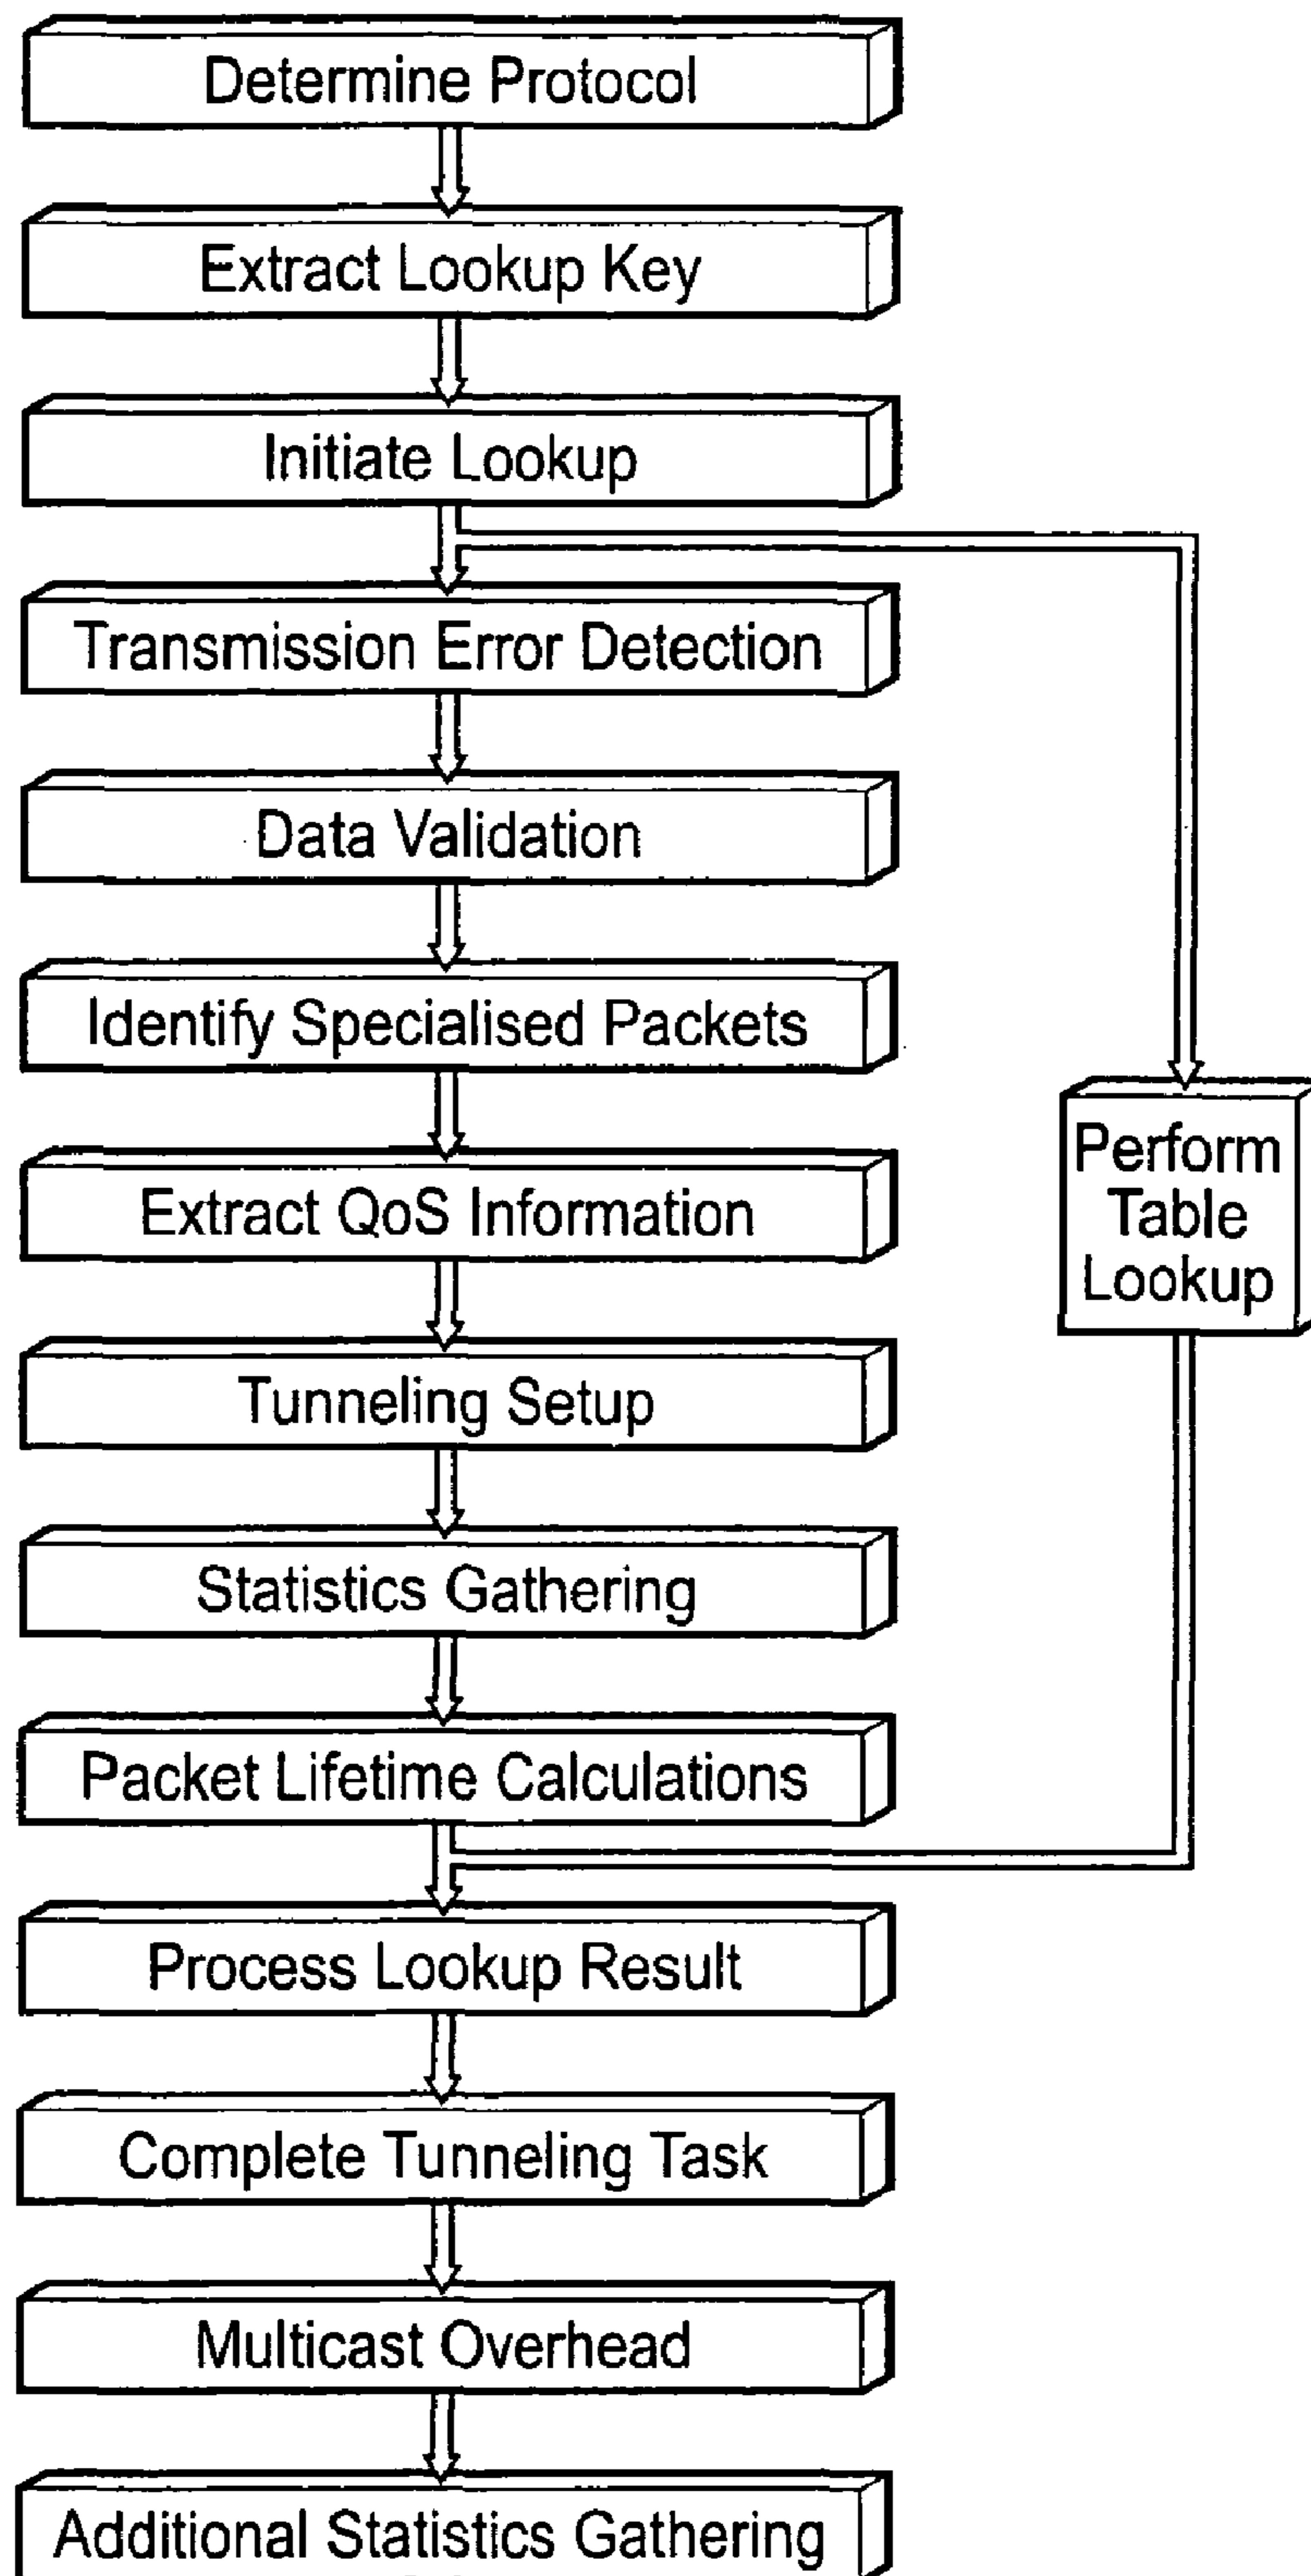 Determine Protocol
Extract Lookup Key
Initiate Lookup
Transmission Error Detection
Data Validation
Identify Specialised Packets
Extract QoS Information
Perform
Table
Lookup
Tunneling Setup
Statistics Gathering
Packet Lifetime Calculations
Process Lookup Result
Complete Tunneling Task
Multicast Overhead
Additional Statistics Gathering